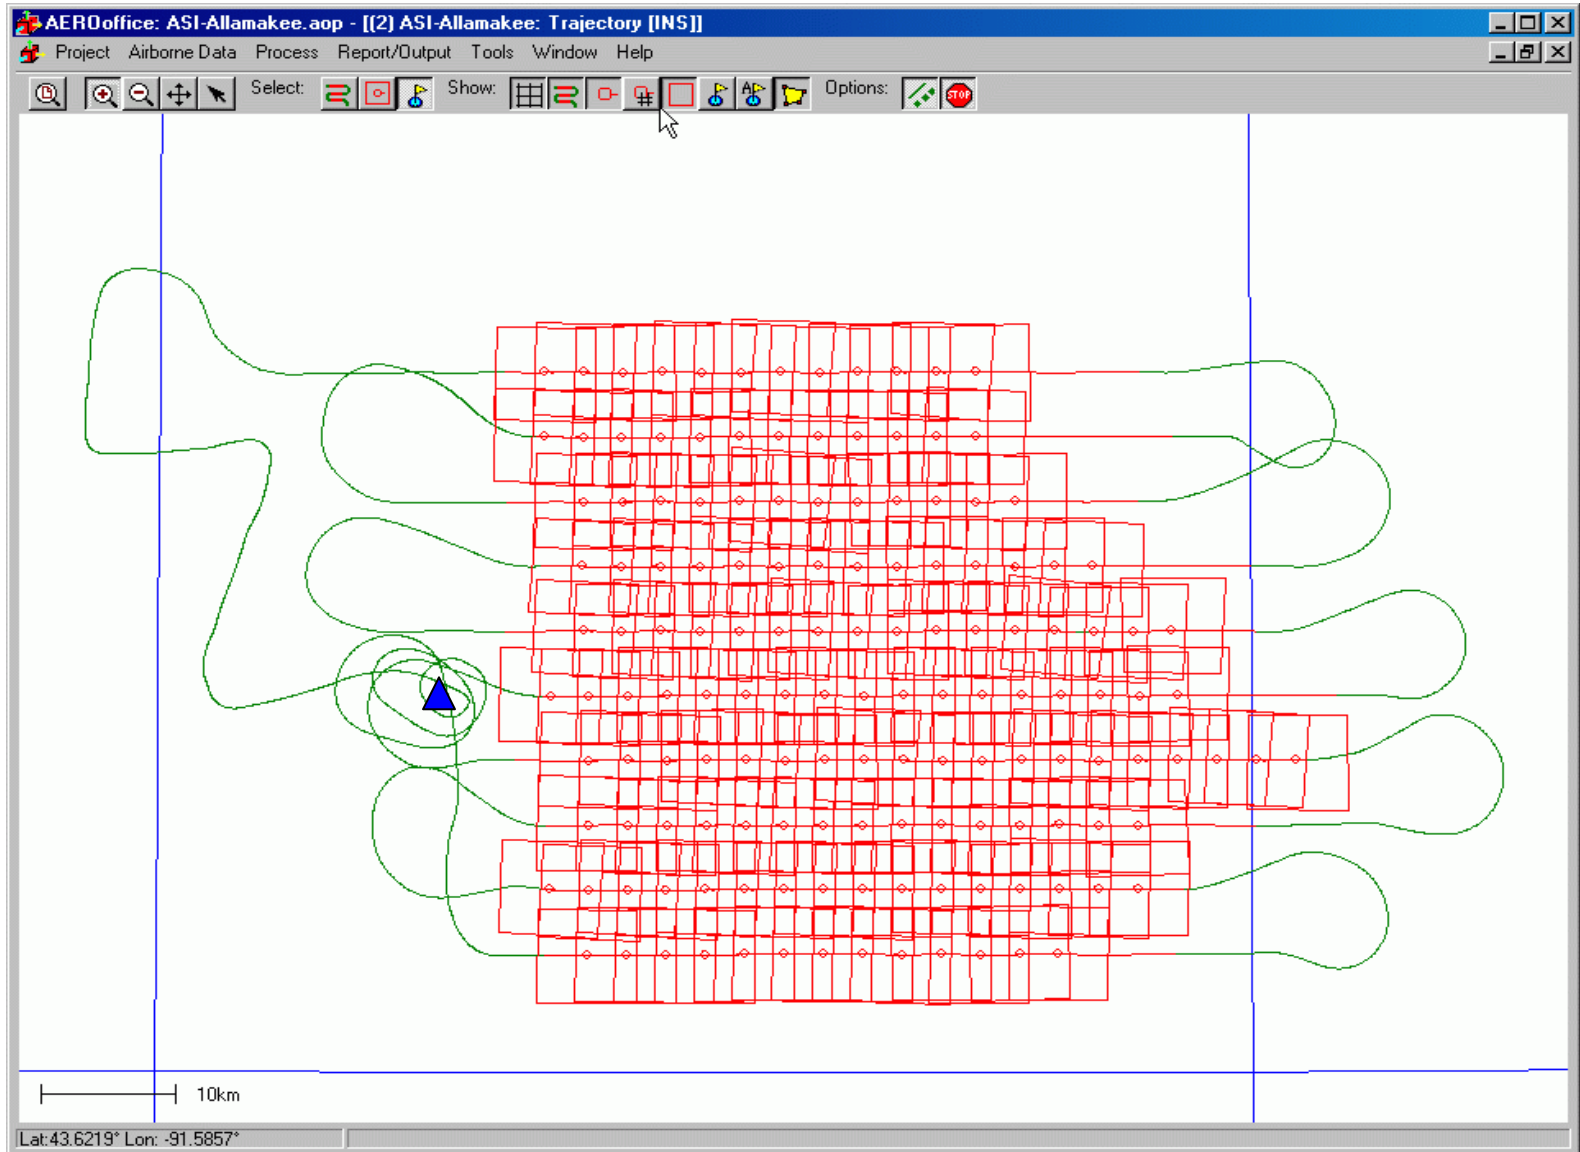 AEROoffice: ASI-Allamakee.aop - [(2) ASI-Allamakee: Trajectory [INS]]
Project Airborne Data Process Report/Output Tools Window Help
Select: Show: A STOP Options:
10km
Lat:43.6219° Lon: -91.5857°